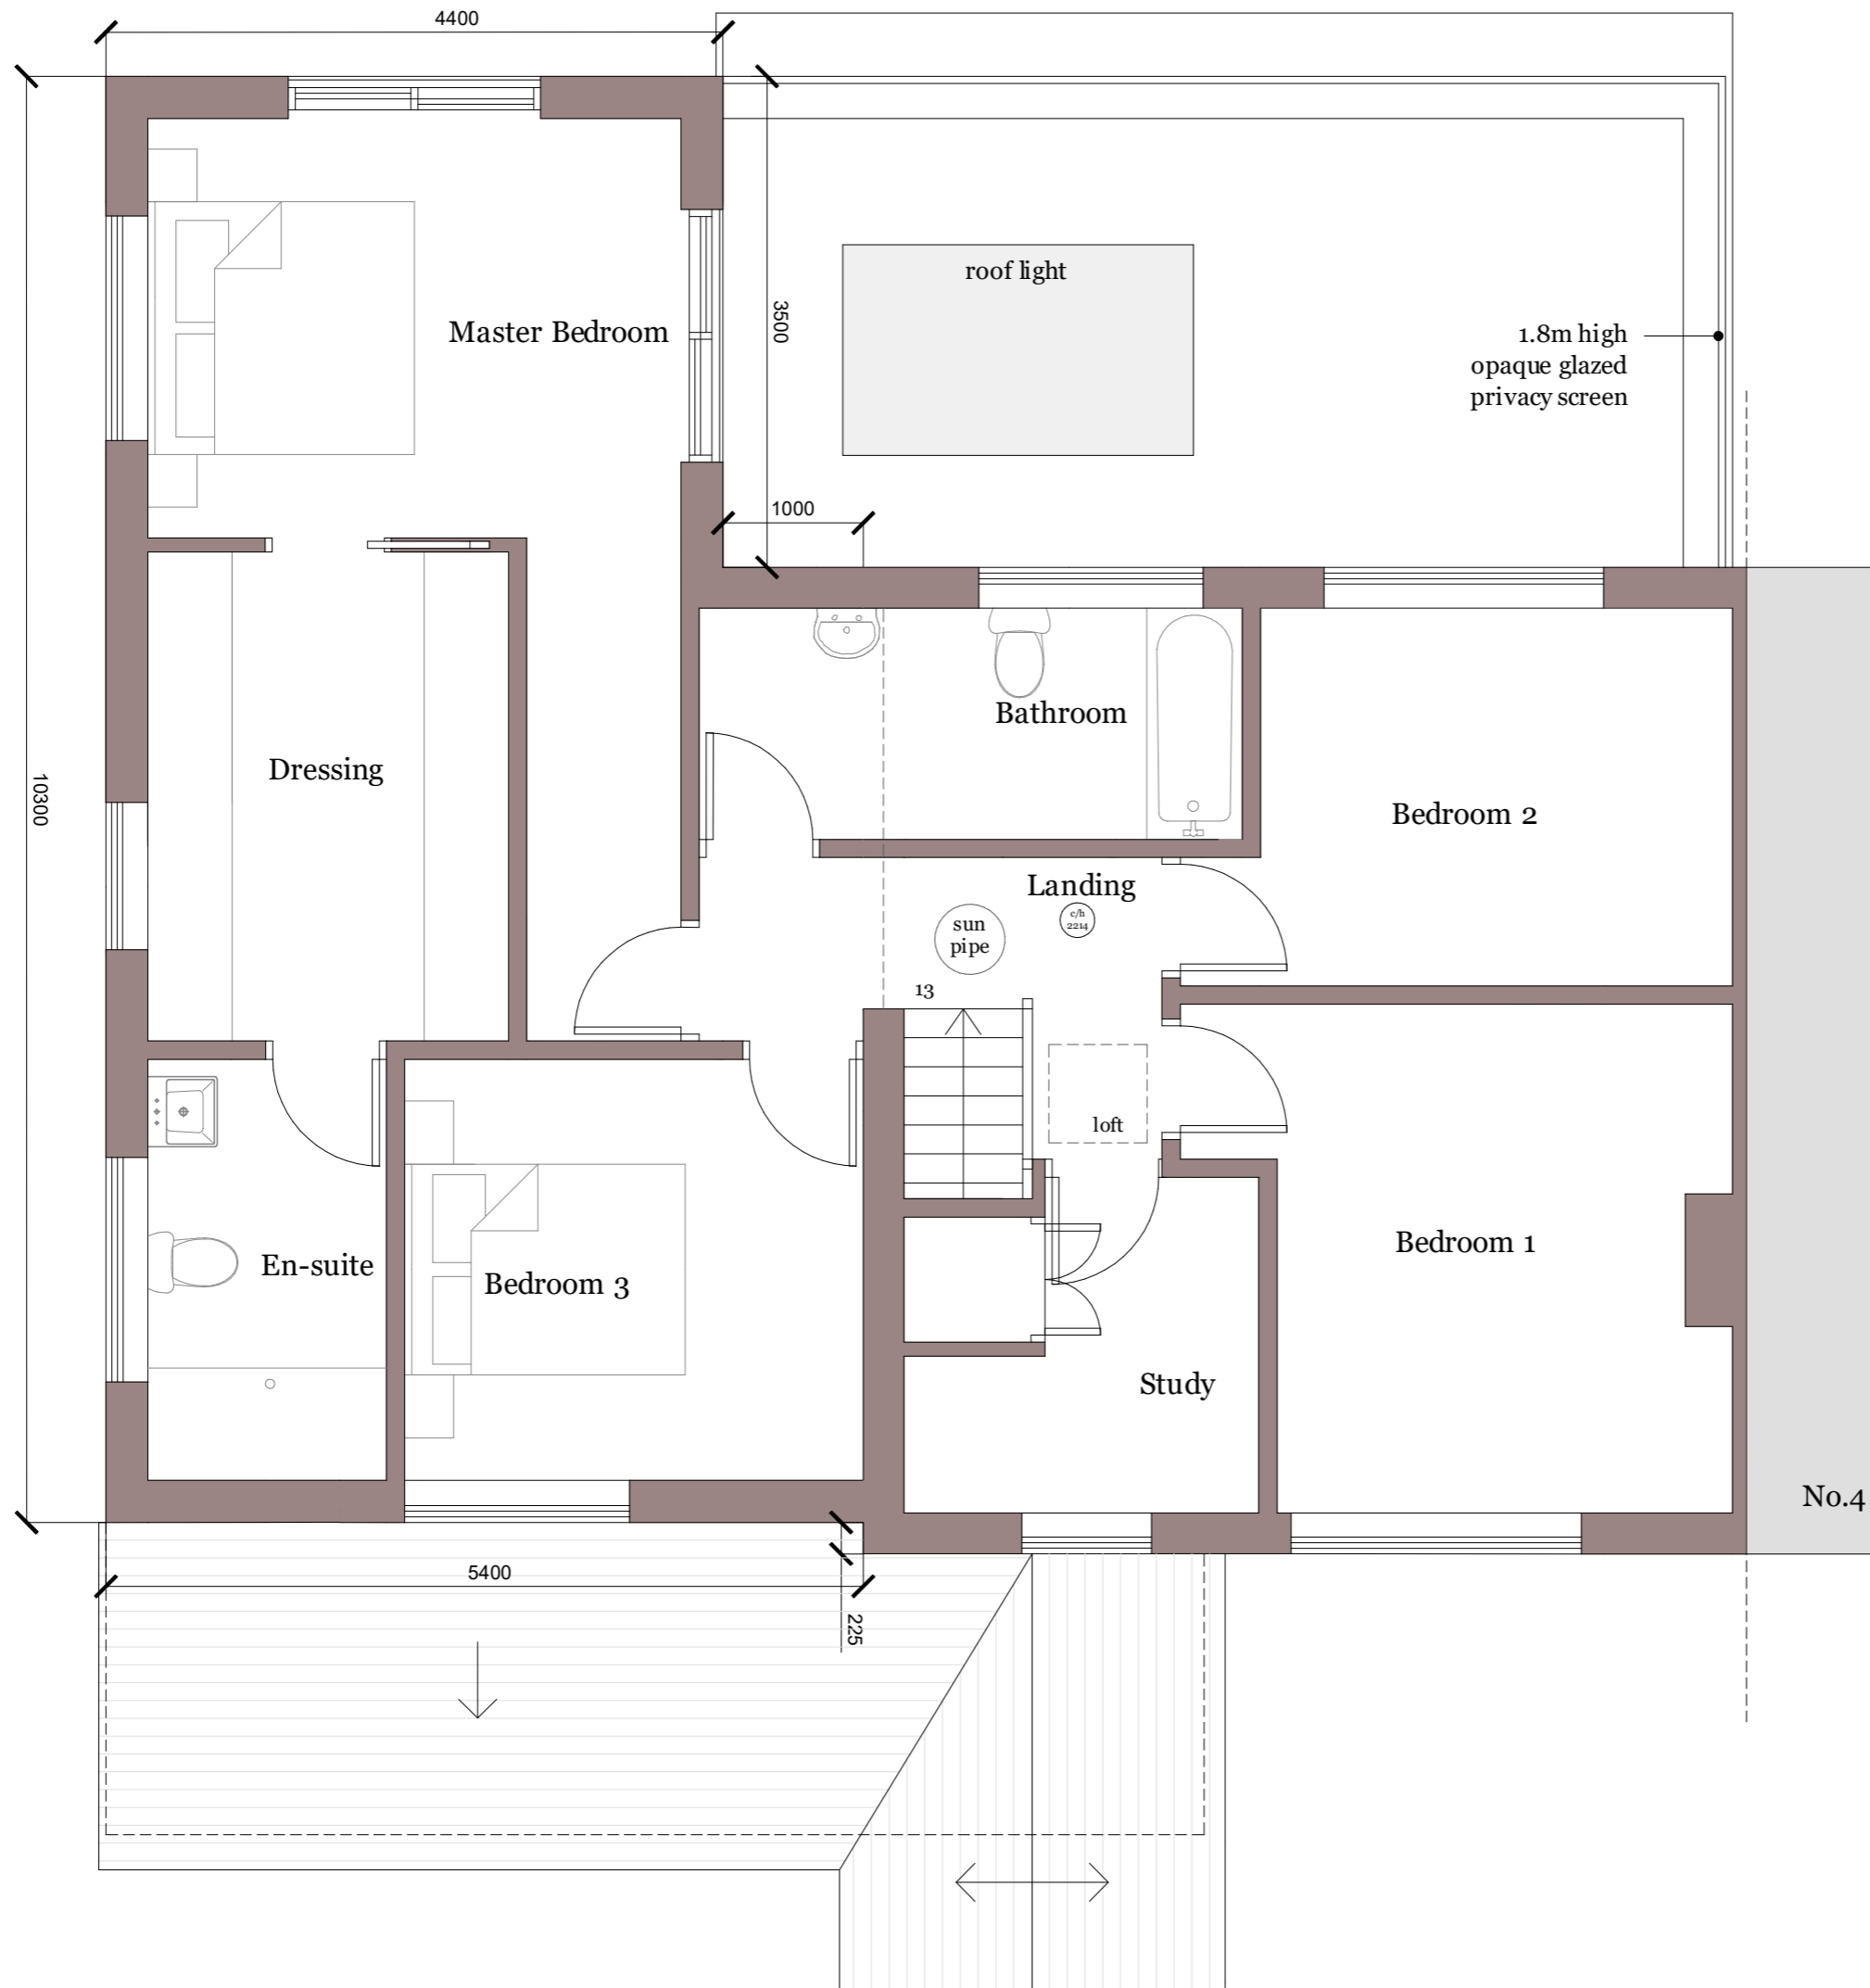 4400
roof light
3500
1.8m high
opaque glazed
privacy screen
Master Bedroom
1000
Bathroom
Dressing
10300
Bedroom 2
Landing
c/h
2214
sun
pipe
13
loft
En-suite
Bedroom 3
Bedroom 1
Study
No.4
5400
225